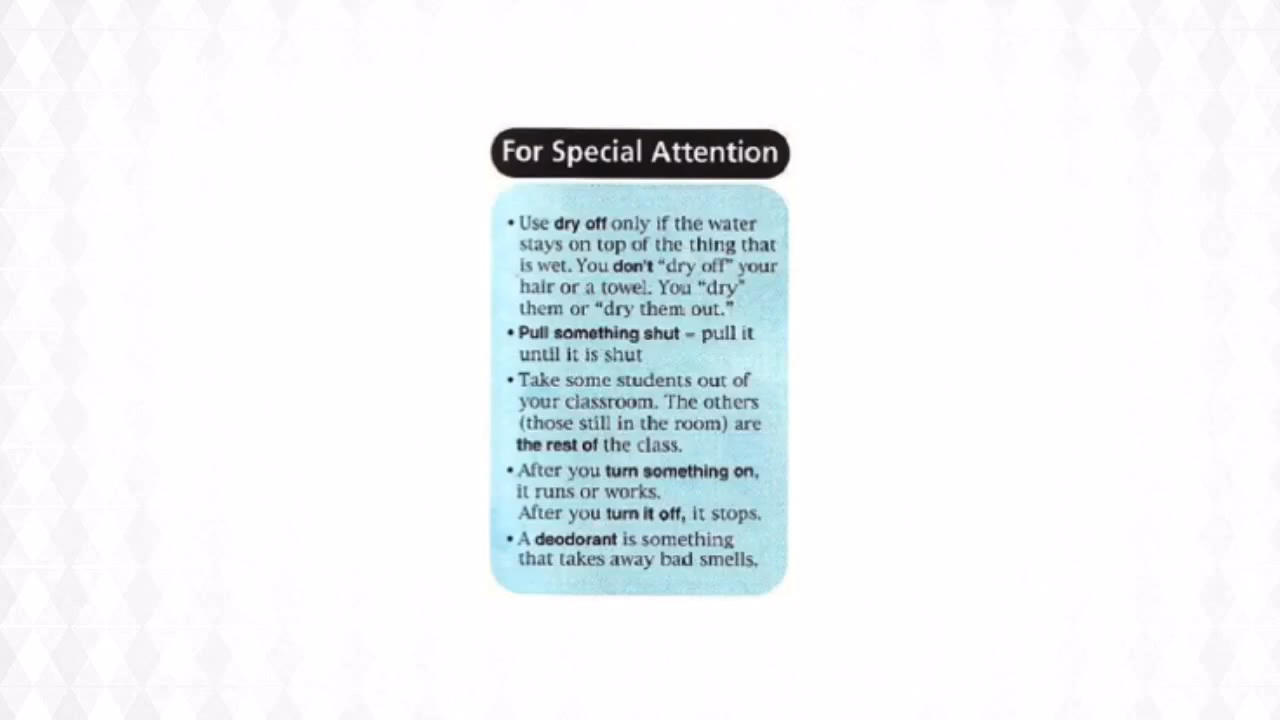 For Special Attention
• Use dry off only if the water
stays on top of the thing that
is wet. You don't "dry off" your
hair or a towel. You "dry"
them or "dry them out."
• Pull something shut – pull it
until it is shut
• Take some students out of
your classroom. The others
(those still in the room) are
the rest of the class.
• After you turn something on,
it runs or works.
After you turn it off, it stops.
• A deodorant is something
that takes away bad smells.